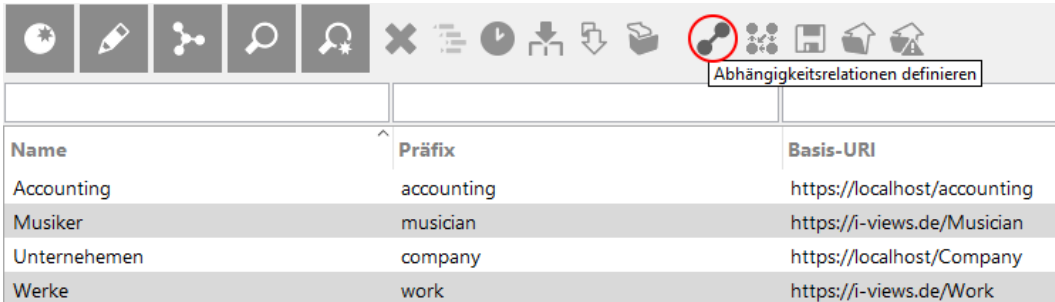 Abhängigkeitsrelationen definieren
Name Präfix Basis-URI
Accounting accounting https://localhost/accounting
Musiker musician https://i-views.de/Musician
Unternehemen company https://localhost/Company
Werke work https://i-views.de/Work